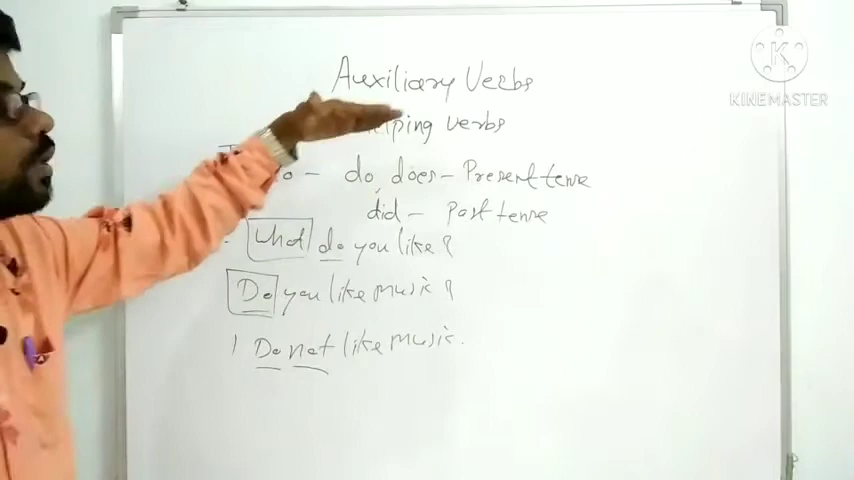 Auxiliary Verbs
verbs
do, does - Present tense
did - Past tense
What do you like?
Do you like music?
I Do not like music.
K
KINEMASTER